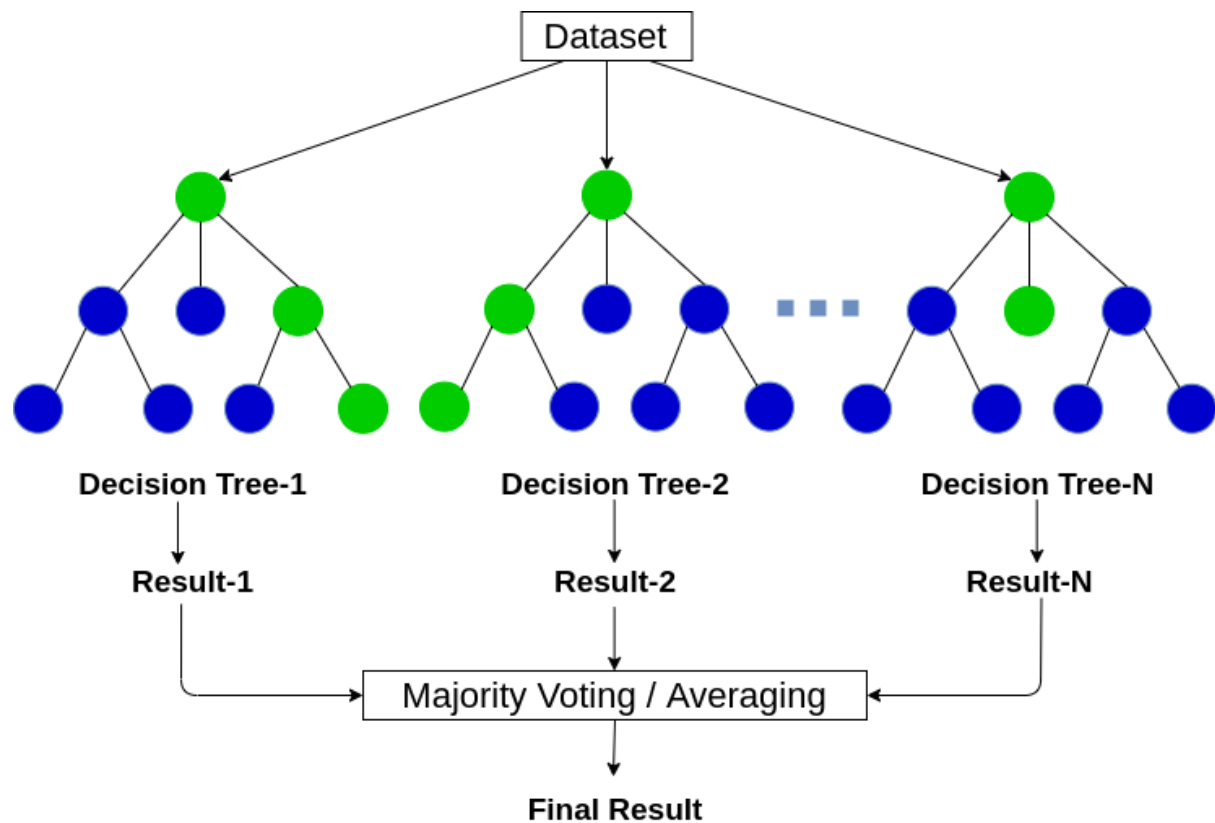 Dataset
Decision Tree-1
Decision Tree-2
Decision Tree-N
Result-1
Result-2
Result-N
Majority Voting / Averaging
Final Result